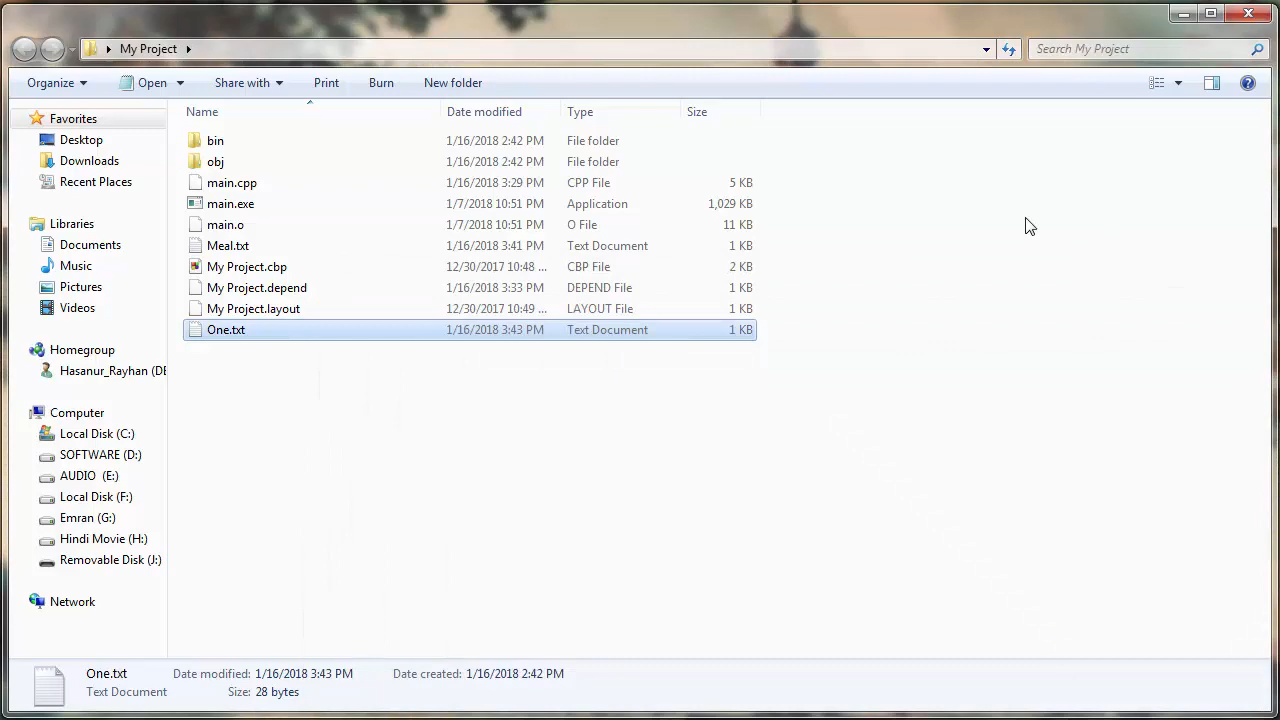 My Project
Search My Project
Organize Open Share with Print Burn New folder
Name Date modified Type Size
Favorites
Desktop
Downloads
Recent Places
Libraries
Documents
Music
Pictures
Videos
Homegroup
Hasanur_Rayhan (DE
Computer
Local Disk (C:)
SOFTWARE (D:)
AUDIO (E:)
Local Disk (F:)
Emran (G:)
Hindi Movie (H:)
Removable Disk (J:)
Network
bin 1/16/2018 2:42 PM File folder
obj 1/16/2018 2:42 PM File folder
main.cpp 1/16/2018 3:29 PM CPP File 5 KB
main.exe 1/7/2018 10:51 PM Application 1,029 KB
main.o 1/7/2018 10:51 PM O File 11 KB
Meal.txt 1/16/2018 3:41 PM Text Document 1 KB
My Project.cbp 12/30/2017 10:48 ... CBP File 2 KB
My Project.depend 1/16/2018 3:33 PM DEPEND File 1 KB
My Project.layout 12/30/2017 10:49 ... LAYOUT File 1 KB
One.txt 1/16/2018 3:43 PM Text Document 1 KB
One.txt Date modified: 1/16/2018 3:43 PM Date created: 1/16/2018 2:42 PM
Text Document Size: 28 bytes